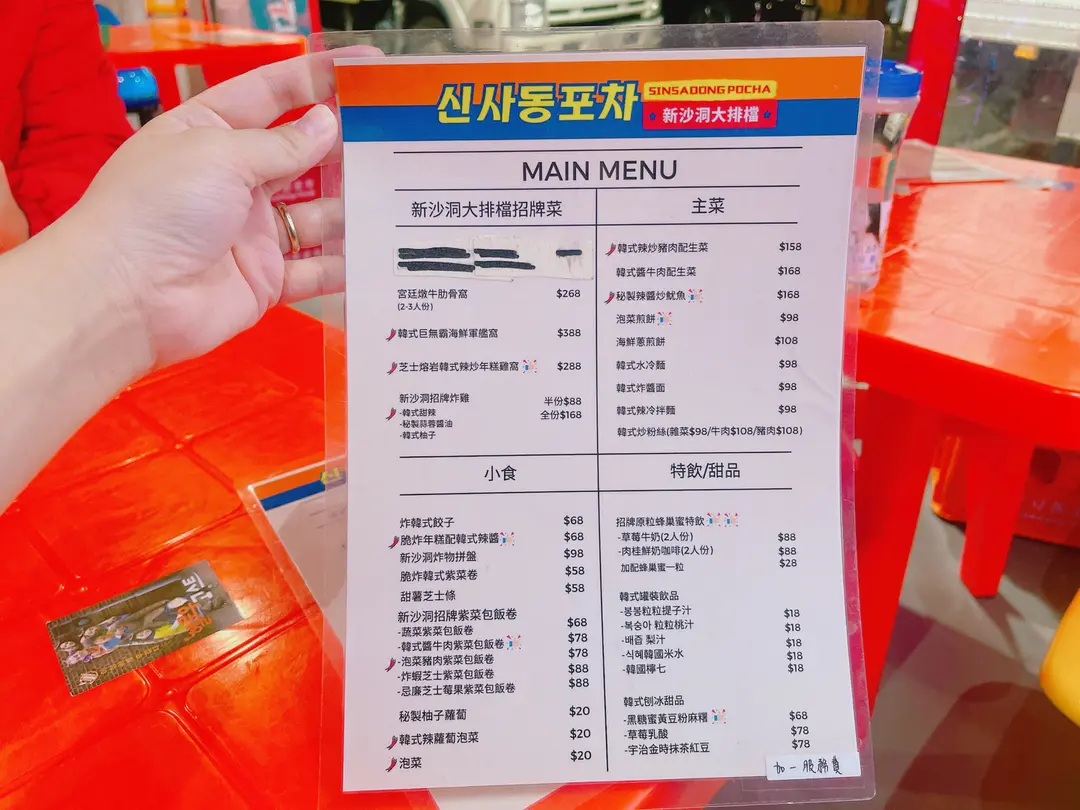 신사동포차
SINSADONG POCHA
新沙洞大排檔
MAIN MENU
新沙洞大排檔招牌菜
宮廷燉牛肋骨窩 $268
(2-3人份)
韓式巨無霸海鮮軍艦窩 $388
芝士熔岩韓式辣炒年糕雞窩 $288
新沙洞招牌炸雞 半份$88
-韓式甜辣 全份$168
-秘製蒜蓉醬油
-韓式柚子
主菜
韓式辣炒豬肉配生菜 $158
韓式醬牛肉配生菜 $168
秘製辣醬炒魷魚 $168
泡菜煎餅 $98
海鮮蔥煎餅 $108
韓式水冷麵 $98
韓式炸醬面 $98
韓式辣冷拌麵 $98
韓式炒粉絲(雜菜$98/牛肉$108/豬肉$108)
小食
炸韓式餃子 $68
脆炸年糕配韓式辣醬 $68
新沙洞炸物拼盤 $98
脆炸韓式紫菜卷 $58
甜薯芝士條 $58
新沙洞招牌紫菜包飯卷
-蔬菜紫菜包飯卷 $68
-韓式醬牛肉紫菜包飯卷 $78
-泡菜豬肉紫菜包飯卷 $78
-炸蝦芝士紫菜包飯卷 $88
-忌廉芝士莓果紫菜包飯卷 $88
秘製柚子蘿蔔 $20
韓式辣蘿蔔泡菜 $20
泡菜 $20
特飲/甜品
招牌原粒蜂巢蜜特飲
-草莓牛奶(2人份) $88
-肉桂鮮奶咖啡(2人份) $88
加配蜂巢蜜一粒 $28
韓式罐裝飲品
-봉봉粒粒提子汁 $18
-복숭아 粒粒桃汁 $18
-배즙 梨汁 $18
-식혜韓國米水 $18
-韓國檸七 $18
韓式刨冰甜品
-黑糖蜜黃豆粉麻糬 $68
-草莓乳酸 $78
-宇治金時抹茶紅豆 $78
加一服務費